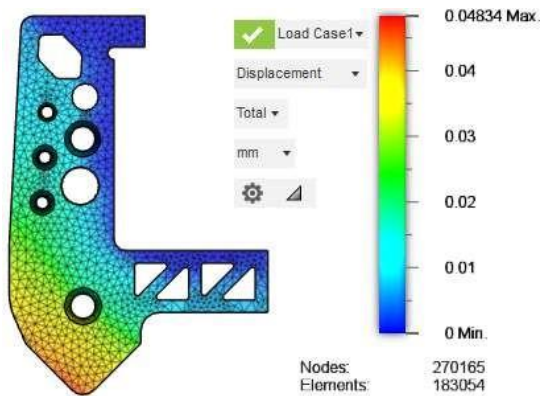 Load Case1
Displacement
Total
mm
0.04834 Max.
0.04
0.03
0.02
0.01
0 Min.
Nodes: 270165
Elements: 183054